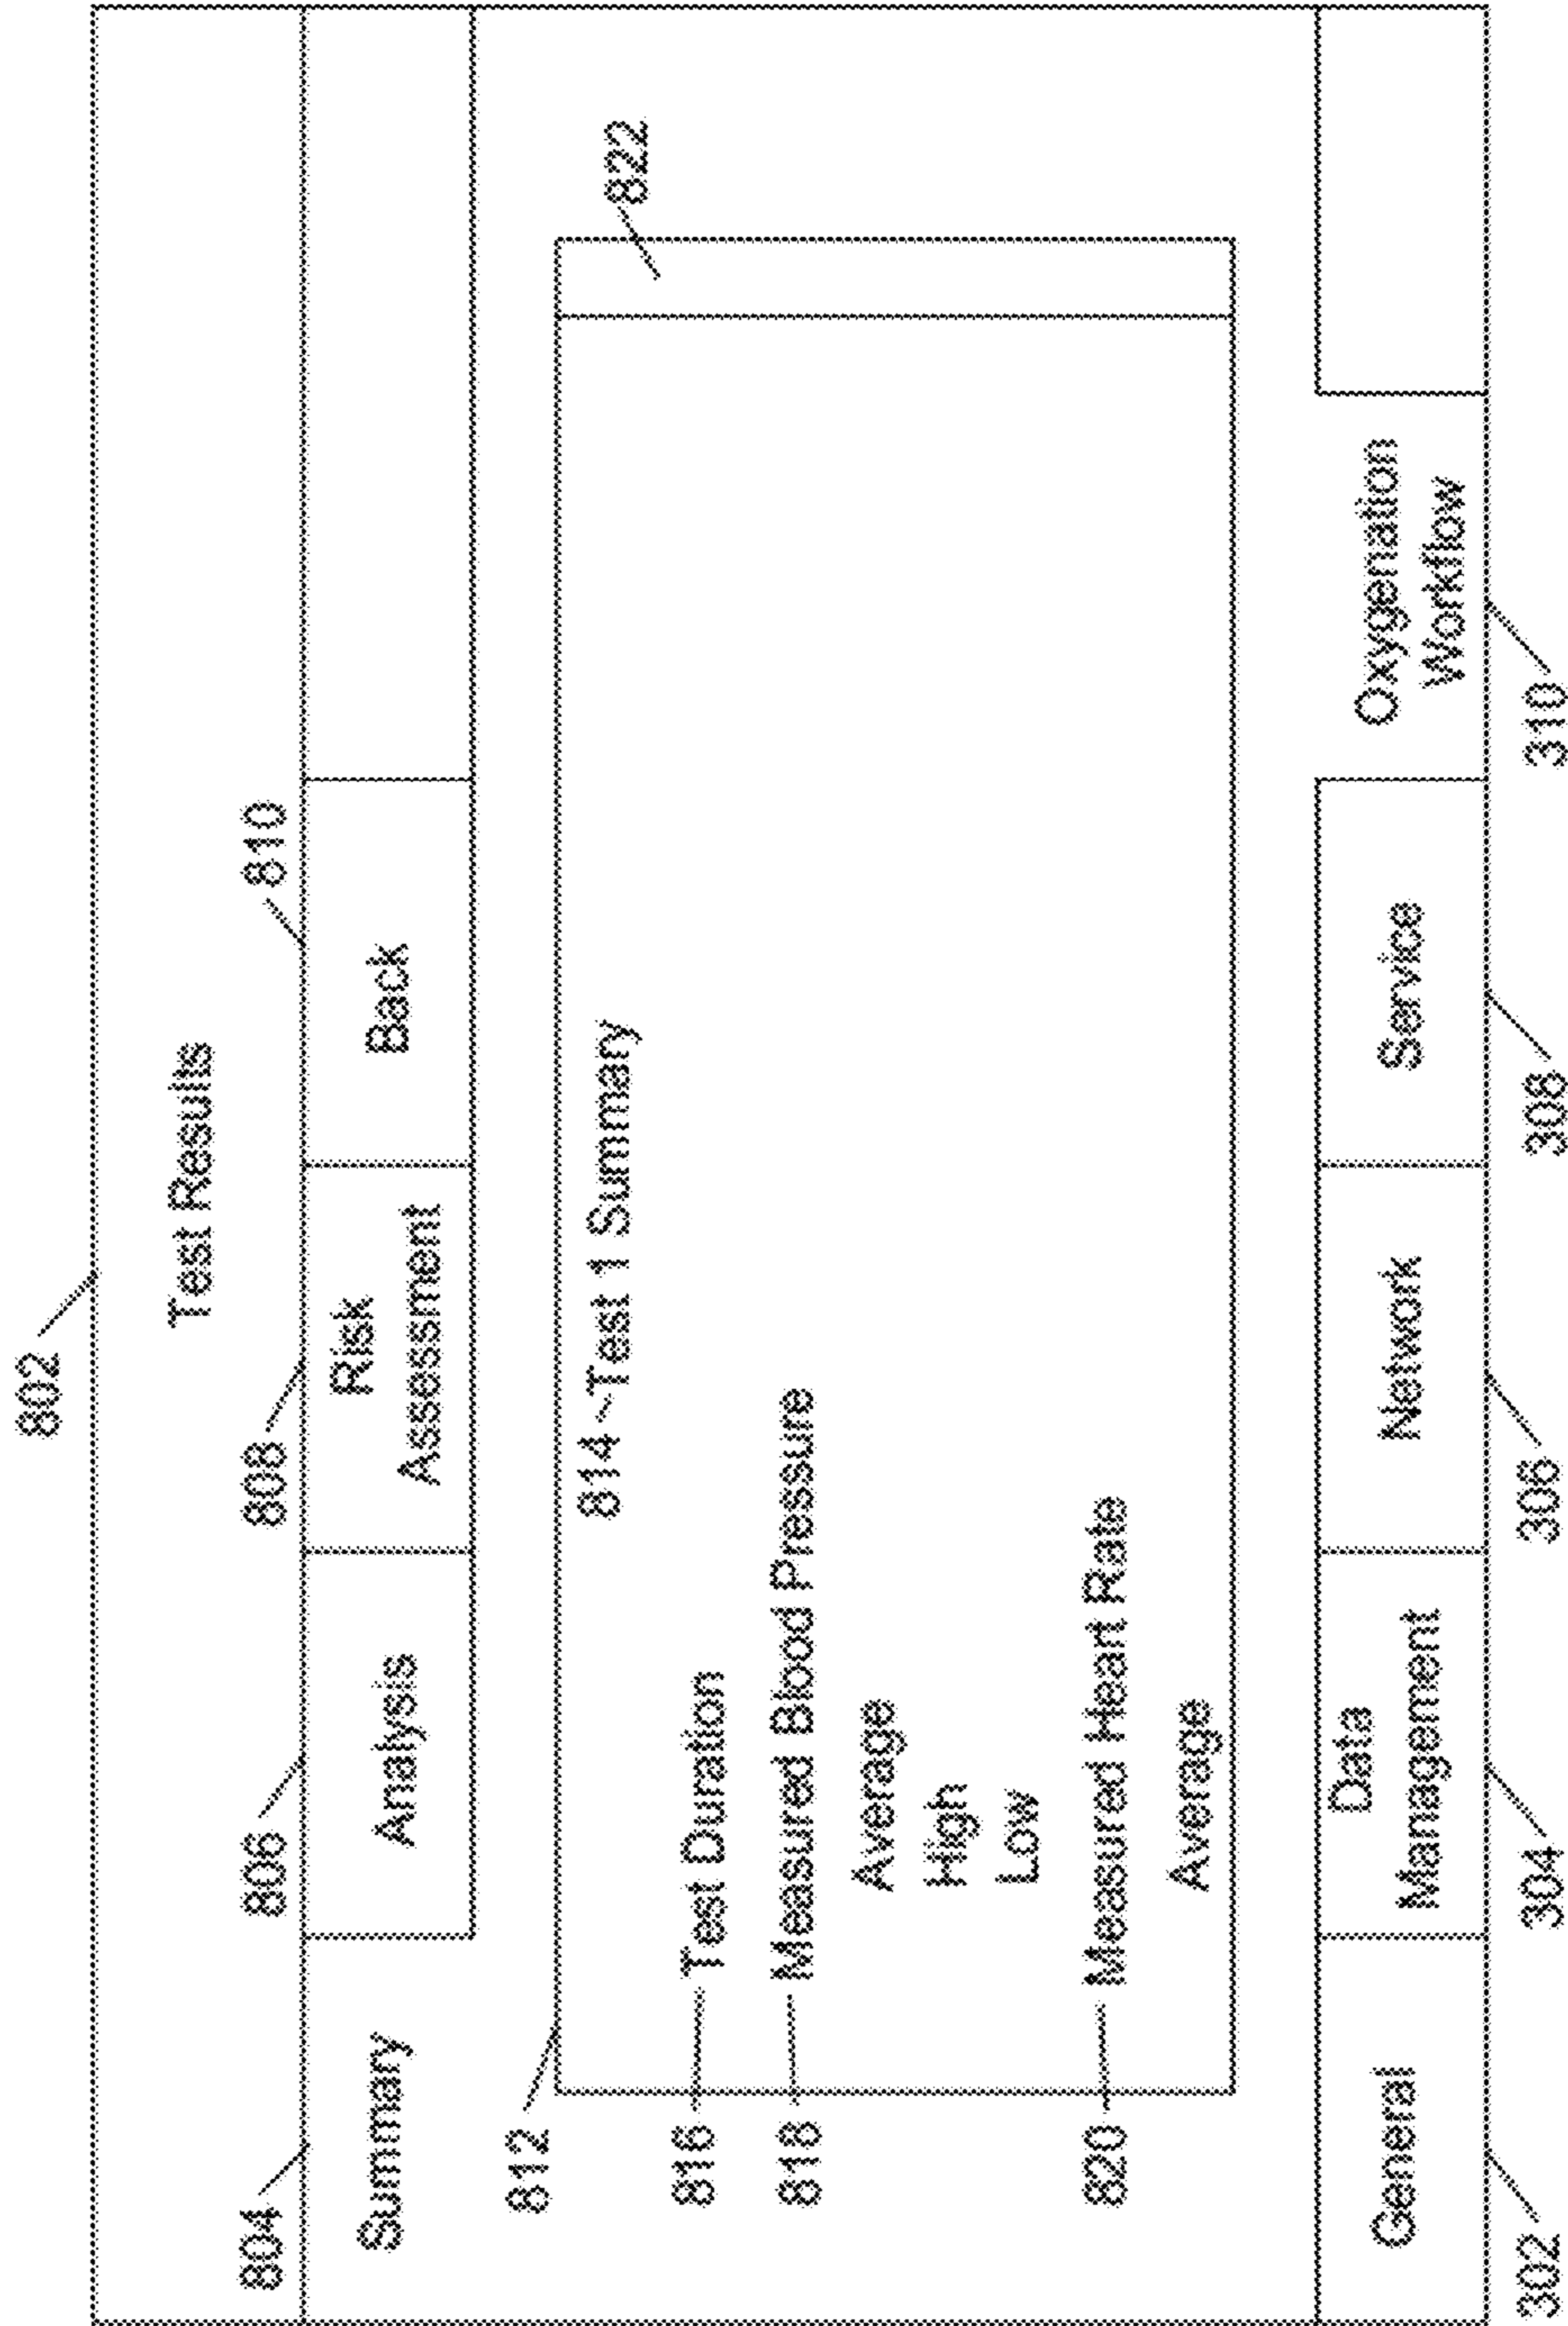 802
Test Results
804
806
808
810
Summary
Analysis
Risk
Assessment
Back
812
822
814
Test 1 Summary
816
Test Duration
818
Measured Blood Pressure
Average
High
Low
820
Measured Heart Rate
Average
General
Data
Management
Network
Service
Oxygenation
Workflow
302
304
306
308
310